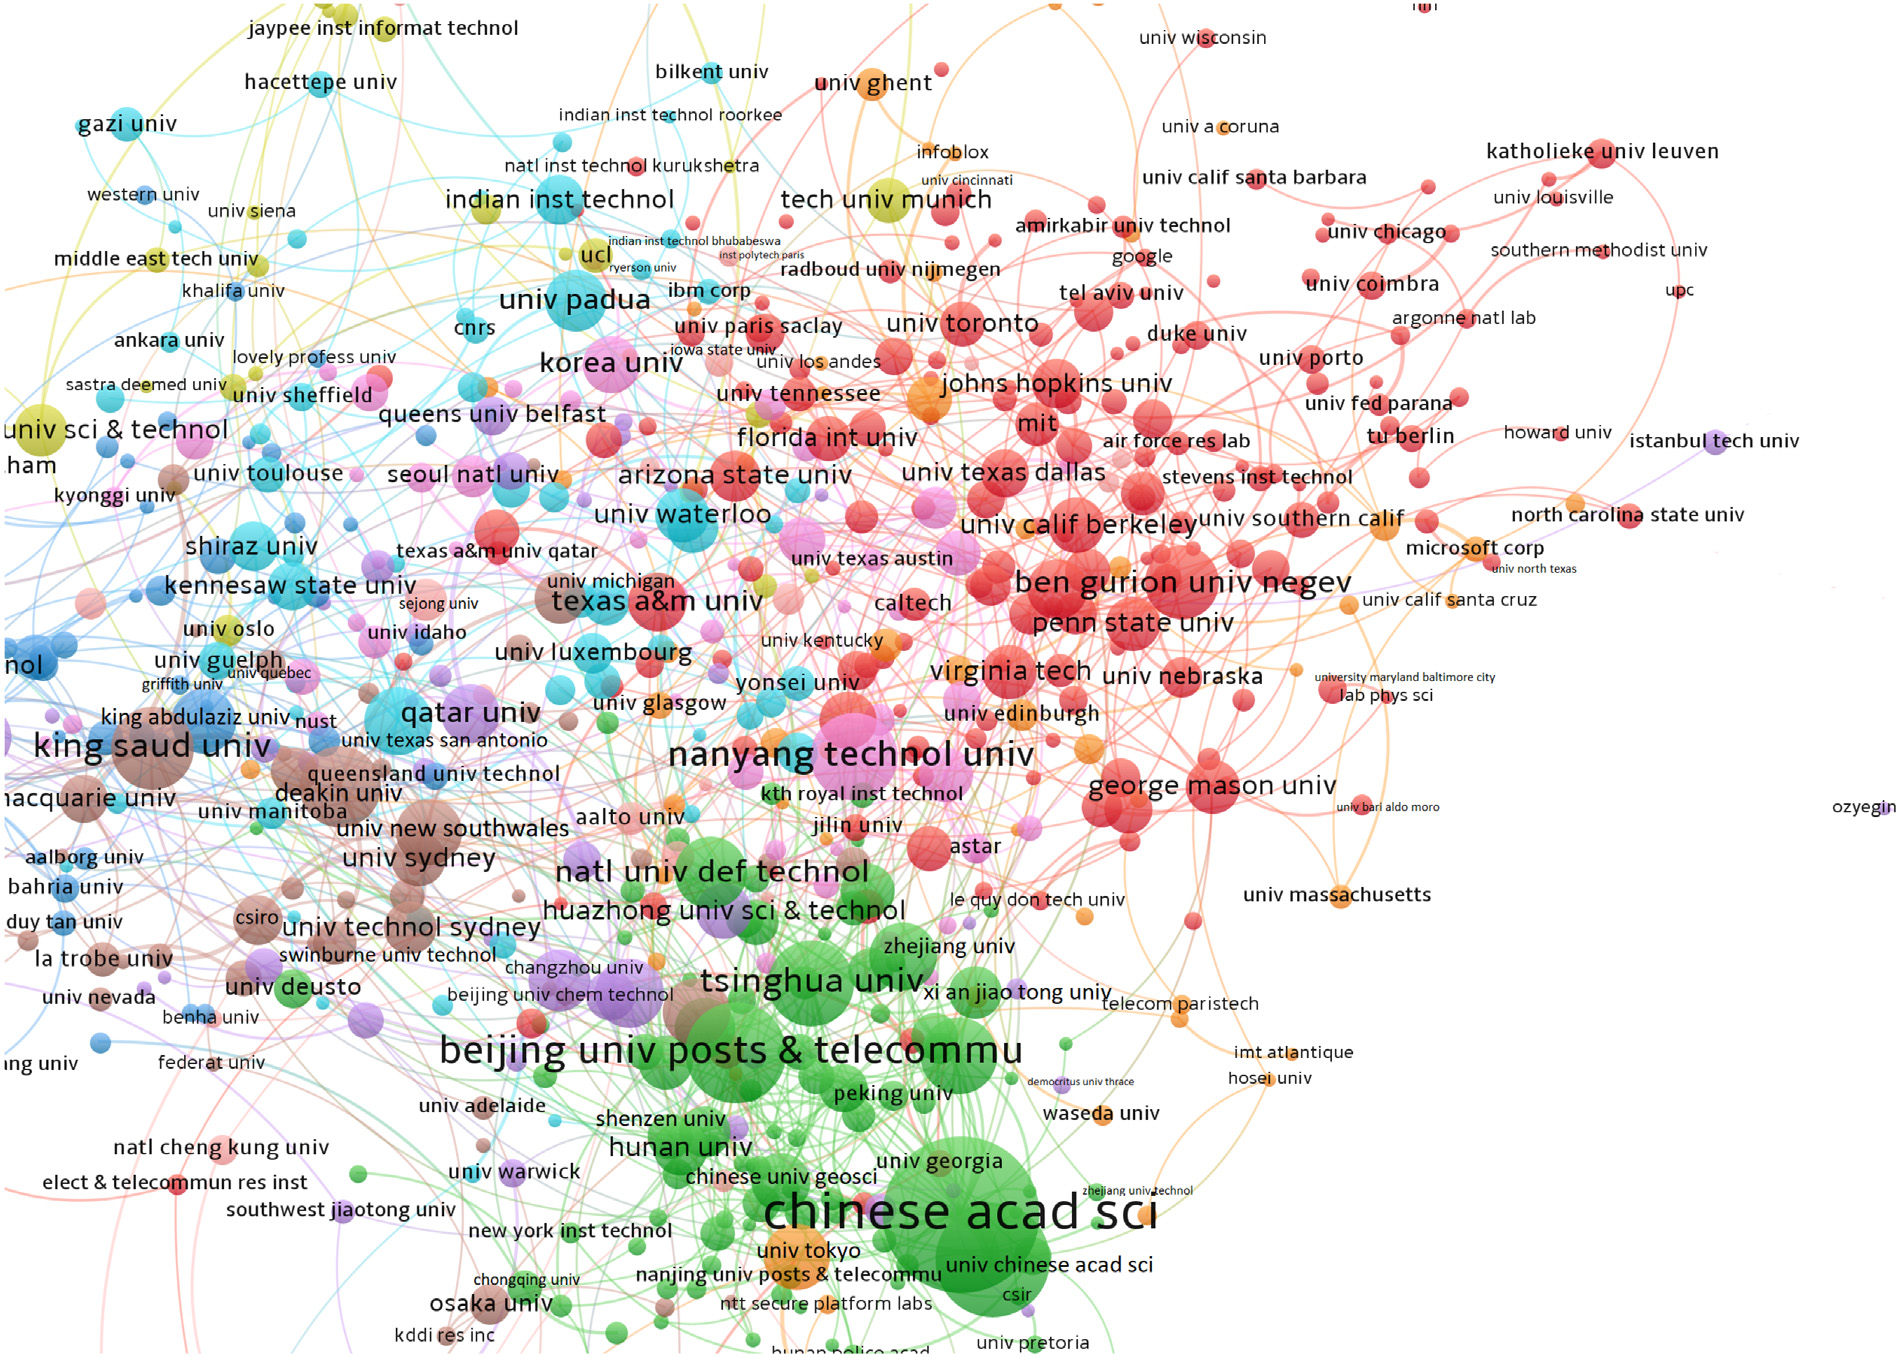 jaypee inst informat technol
univ wisconsin
hacettepe univ
bilkent univ
univ ghent
indian inst technol roorkee
gazi univ
univ a coruna
infoblox
katholieke univ leuven
natl inst technol kurukshetra
univ cincinnati
univ calif santa barbara
western univ
indian inst technol
tech univ munich
univ louisville
univ siena
amirkabir univ technol
univ chicago
indian inst technol bhubabeswa
southern methodist univ
ucl
inst polytech paris
google
middle east tech univ
ryerson univ
radboud univ nijmegen
khalifa univ
ibm corp
tel aviv univ
univ coimbra
upc
univ padua
cnrs
univ paris saclay
univ toronto
argonne natl lab
ankara univ
duke univ
lovely profess univ
korea univ
iowa state univ
univ los andes
univ porto
sastra deemed univ
univ sheffield
univ tennessee
johns hopkins univ
univ fed parana
queens univ belfast
mit
univ sci & technol
florida int univ
air force res lab
tu berlin
howard univ
istanbul tech univ
ham
univ toulouse
seoul natl univ
arizona state univ
univ texas dallas
stevens inst technol
kyonggi univ
univ waterloo
univ calif berkeley
univ southern calif
north carolina state univ
shiraz univ
texas a&m univ qatar
univ texas austin
microsoft corp
univ north texas
kennesaw state univ
univ michigan
ben gurion univ negev
sejong univ
texas a&m univ
caltech
univ calif santa cruz
univ oslo
univ idaho
univ kentucky
penn state univ
nol
univ guelph
univ quebec
univ luxembourg
griffith univ
yonsei univ
virginia tech
univ nebraska
university maryland baltimore city
lab phys sci
univ glasgow
king abdulaziz univ
nust
qatar univ
univ edinburgh
king saud univ
univ texas san antonio
nanyang technol univ
queensland univ technol
deakin univ
kth royal inst technol
george mason univ
macquarie univ
univ manitoba
univ bari aldo moro
ozyegin
univ new southwales
aalto univ
jilin univ
aalborg univ
univ sydney
astar
bahria univ
natl univ def technol
univ massachusetts
le quy don tech univ
duy tan univ
csiro
univ technol sydney
huazhong univ sci & technol
la trobe univ
swinburne univ technol
zhejiang univ
changzhou univ
univ deusto
tsinghua univ
univ nevada
beijing univ chem technol
xi an jiao tong univ
telecom paristech
benha univ
beijing univ posts & telecommu
imt atlantique
ang univ
federat univ
hosei univ
democritus univ thrace
peking univ
univ adelaide
shenzen univ
waseda univ
natl cheng kung univ
hunan univ
univ georgia
elect & telecommun res inst
univ warwick
chinese univ geosci
zhejiang univ technol
southwest jiaotong univ
chinese acad sci
new york inst technol
univ tokyo
univ chinese acad sci
chongqing univ
nanjing univ posts & telecommu
osaka univ
ntt secure platform labs
csir
kddi res inc
univ pretoria
hunan police acad